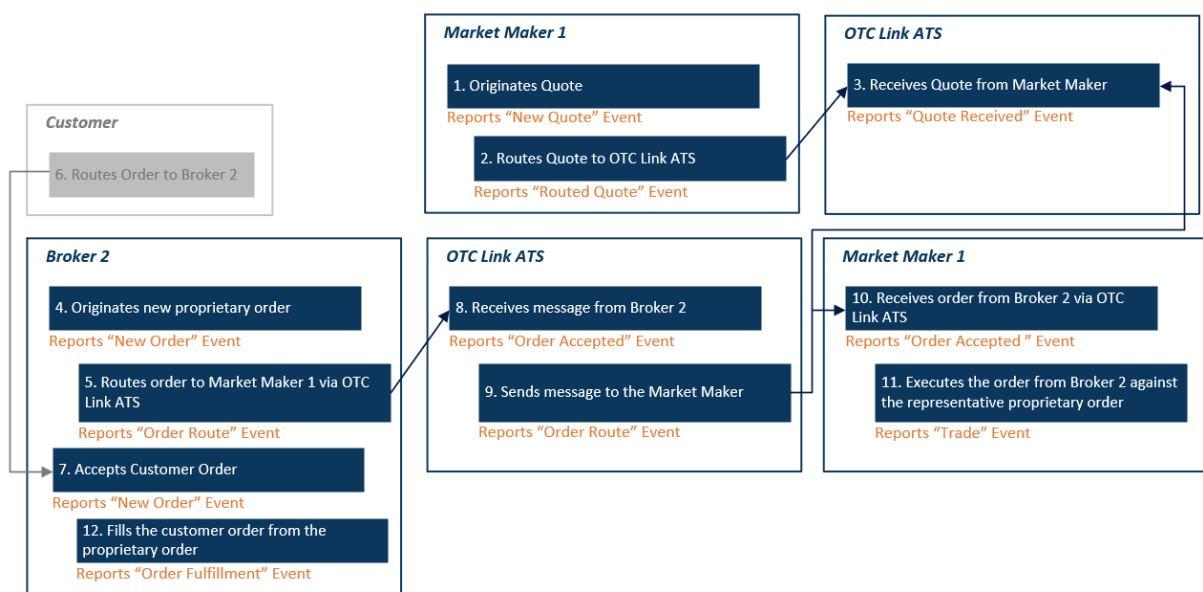 Market Maker 1
1. Originates Quote
Reports “New Quote” Event
2. Routes Quote to OTC Link ATS
Reports “Routed Quote” Event
OTC Link ATS
3. Receives Quote from Market Maker
Reports “Quote Received” Event
Customer
6. Routes Order to Broker 2
Broker 2
4. Originates new proprietary order
Reports “New Order” Event
5. Routes order to Market Maker 1 via OTC
Link ATS
Reports “Order Route” Event
7. Accepts Customer Order
Reports “New Order” Event
12. Fills the customer order from the
proprietary order
Reports “Order Fulfillment” Event
OTC Link ATS
8. Receives message from Broker 2
Reports “Order Accepted” Event
9. Sends message to the Market Maker
Reports “Order Route” Event
Market Maker 1
10. Receives order from Broker 2 via OTC
Link ATS
Reports “Order Accepted ” Event
11. Executes the order from Broker 2 against
the representative proprietary order
Reports “Trade” Event